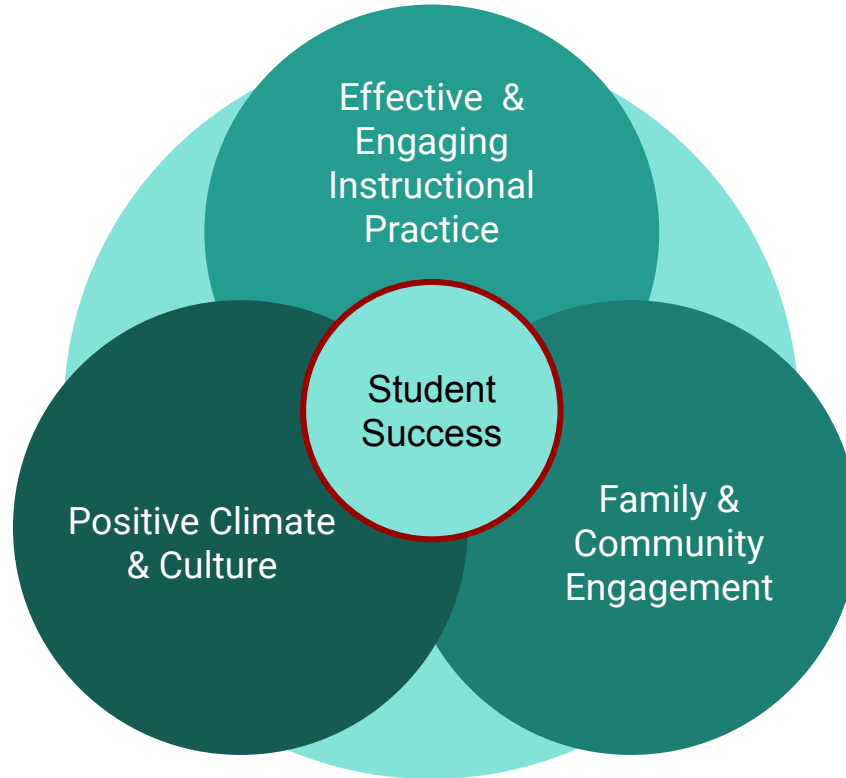 Effective  &
Engaging
Instructional
Practice
Student
Success
Positive Climate
& Culture
Family &
Community
Engagement